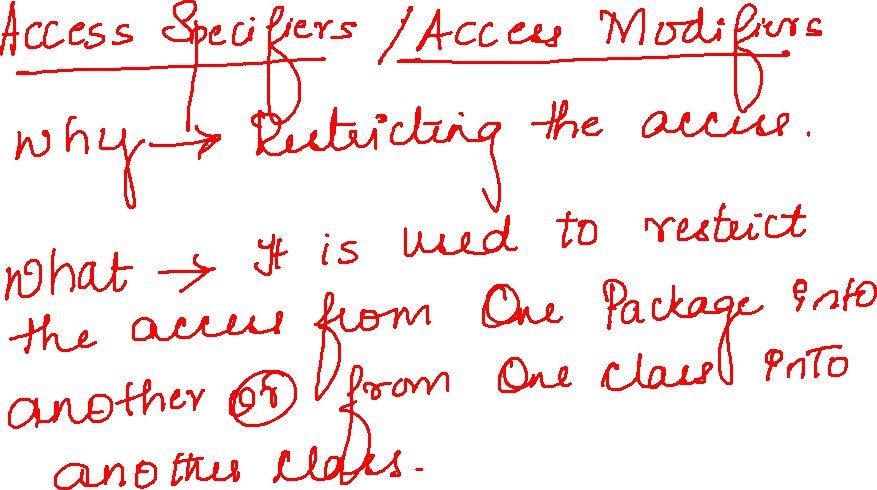 Access Specifiers / Access Modifiers
Why → Restricting the access.
What → It is used to restrict
the access from One Package into
another or from One class into
another class.